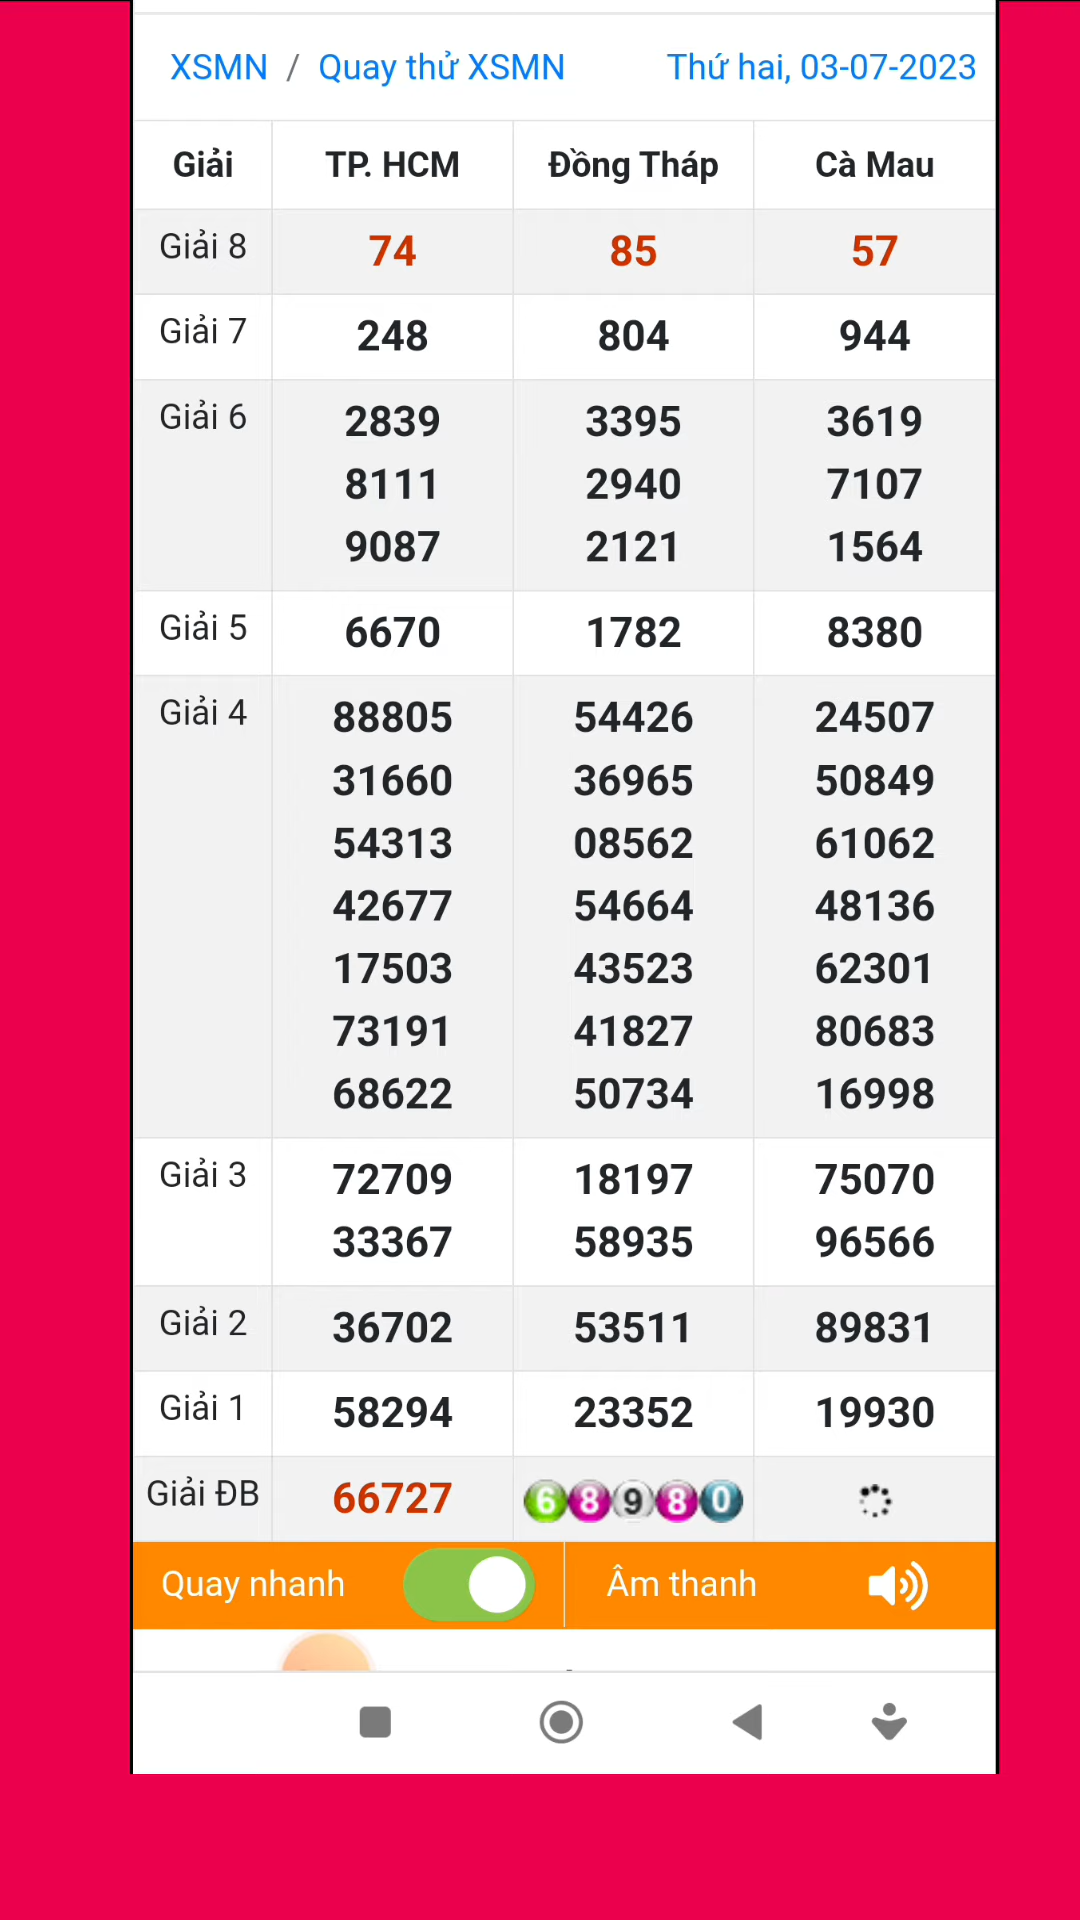 XSMN / Quay thử XSMN Thứ hai, 03-07-2023
Giải TP. HCM Đồng Tháp Cà Mau
Giải 8 74 85 57
Giải 7 248 804 944
Giải 6 2839 3395 3619
8111 2940 7107
9087 2121 1564
Giải 5 6670 1782 8380
Giải 4 88805 54426 24507
31660 36965 50849
54313 08562 61062
42677 54664 48136
17503 43523 62301
73191 41827 80683
68622 50734 16998
Giải 3 72709 18197 75070
33367 58935 96566
Giải 2 36702 53511 89831
Giải 1 58294 23352 19930
Giải ĐB 66727 68980
Quay nhanh Âm thanh